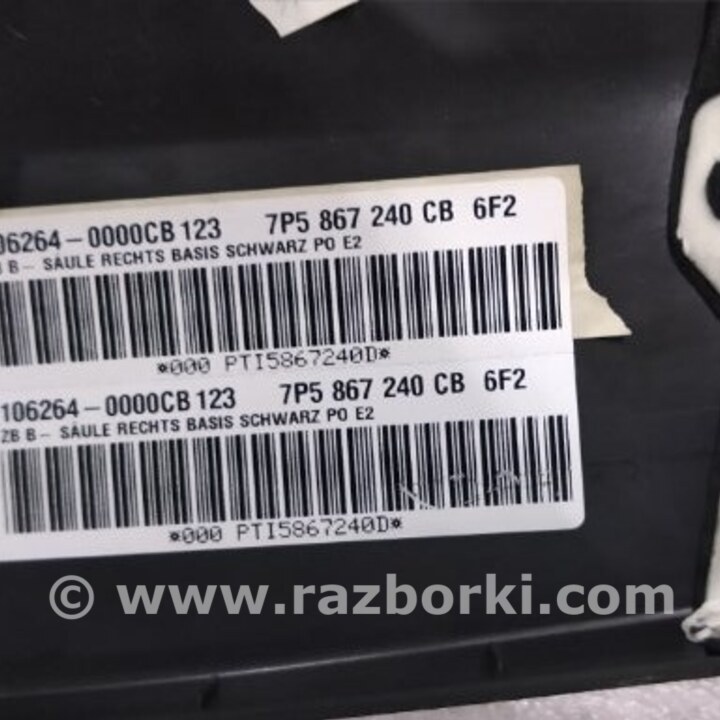 06264-0000CB 123 7P5 867 240 CB 6F2
B- SAULE RECHTS BASIS SCHWARZ PO E2
*000 PTI5867240D*
106264-0000CB 123 7P5 867 240 CB 6F2
ZB B- SAULE RECHTS BASIS SCHWARZ PO E2
*000 PTI5867240D*
© www.razborki.com